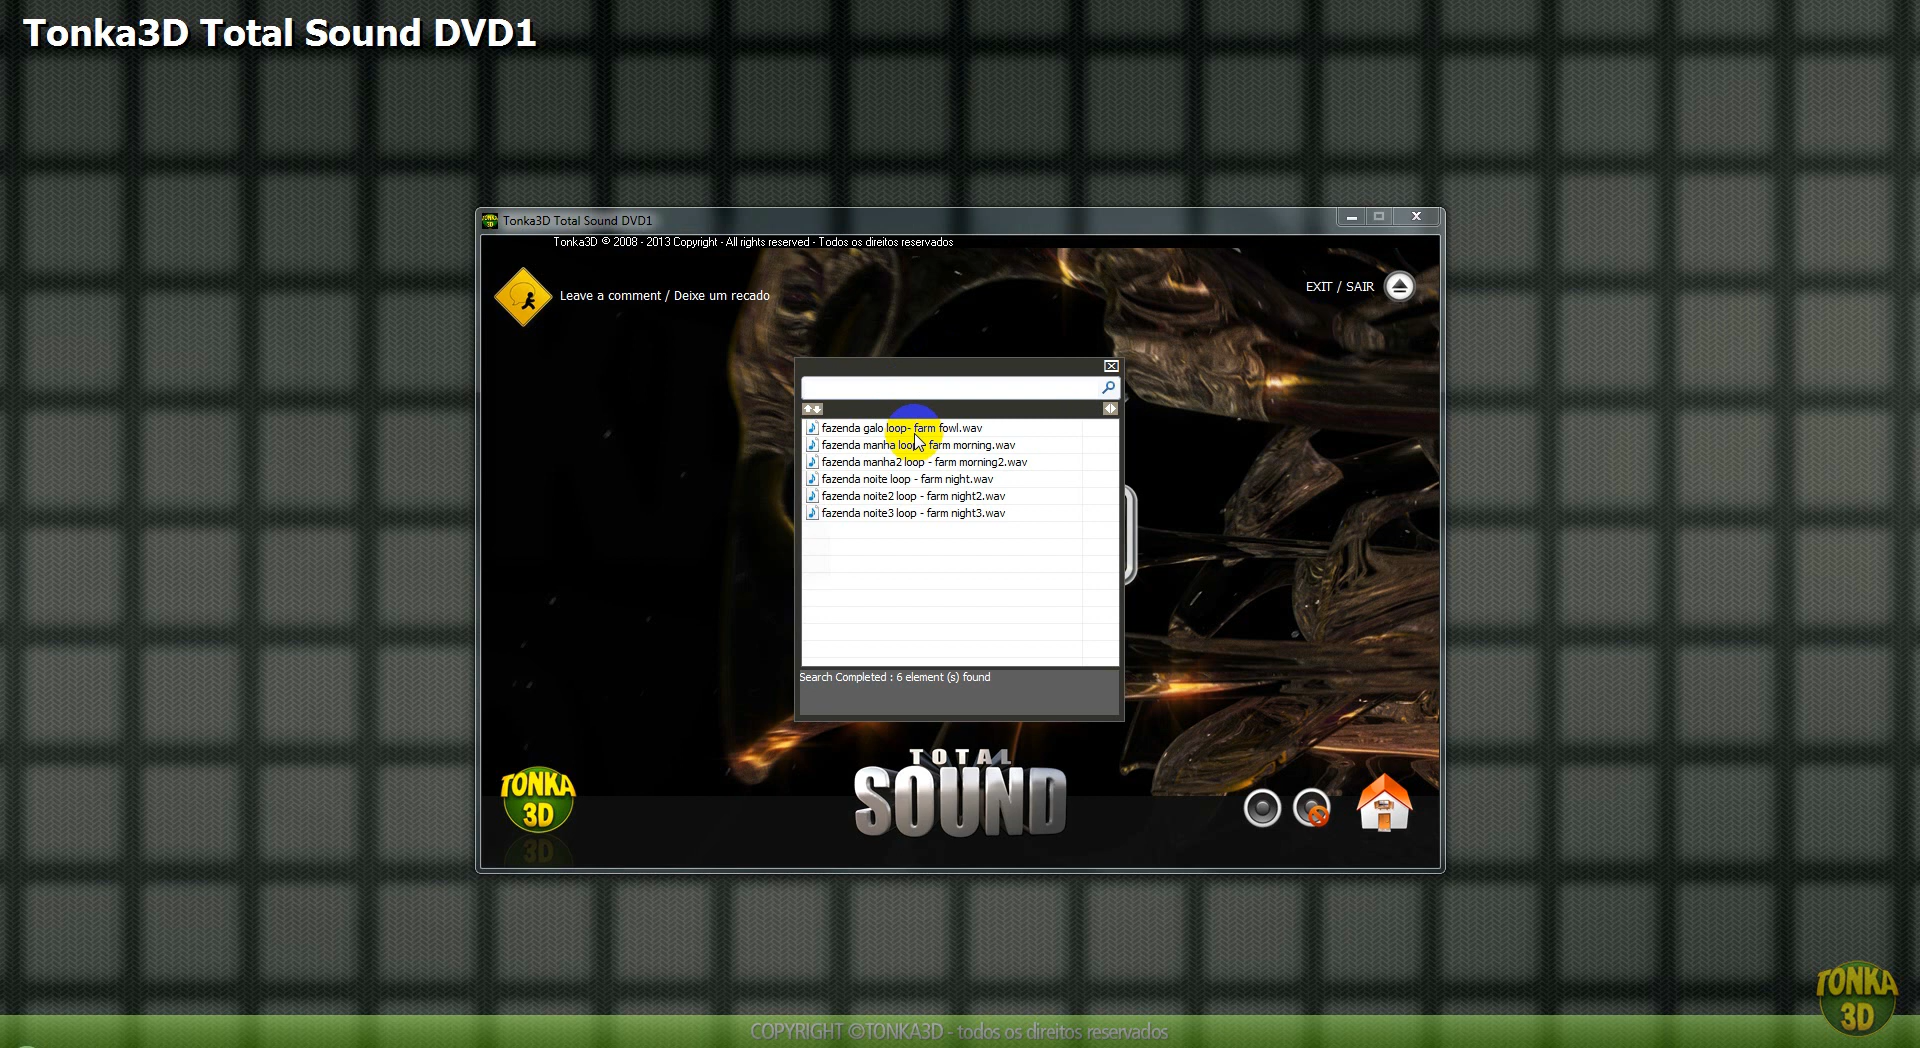 Tonka3D Total Sound DVD1
Tonka3D Total Sound DVD1
Tonka3D © 2008 - 2013 Copyright - All rights reserved - Todos os direitos reservados
Leave a comment / Deixe um recado
EXIT / SAIR
fazenda galo loop- farm fowl.wav
fazenda manha loop - farm morning.wav
fazenda manha2 loop - farm morning2.wav
fazenda noite loop - farm night.wav
fazenda noite2 loop - farm night2.wav
fazenda noite3 loop - farm night3.wav
Search Completed : 6 element (s) found
TOTAL
SOUND
TONKA
3D
TONKA
3D
COPYRIGHT ©TONKA3D - todos os direitos reservados